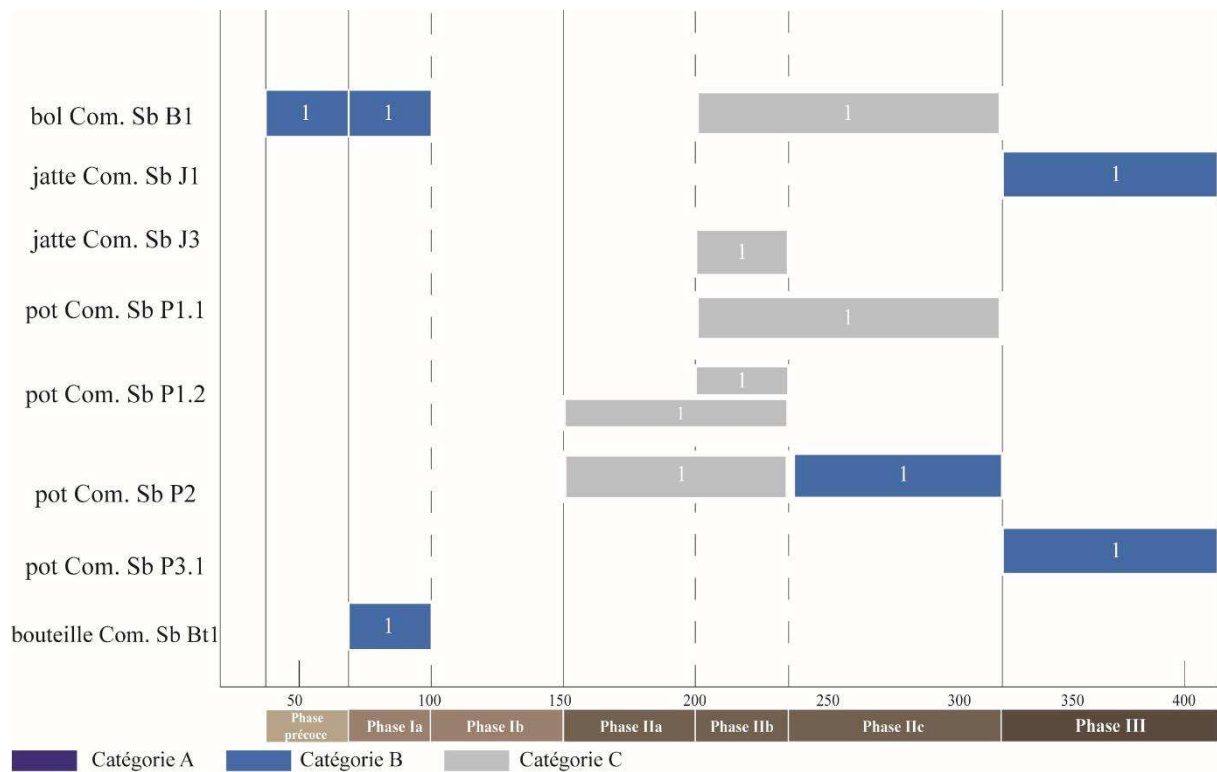 bol Com. Sb B1 1 1 1
jatte Com. Sb J1 1
jatte Com. Sb J3 1
pot Com. Sb P1.1 1
pot Com. Sb P1.2 1
1
pot Com. Sb P2 1 1
pot Com. Sb P3.1 1
bouteille Com. Sb Bt1 1
50 100 150 200 250 300 350 400
Phase précoce Phase Ia Phase Ib Phase IIa Phase IIb Phase IIc Phase III
Catégorie A Catégorie B Catégorie C